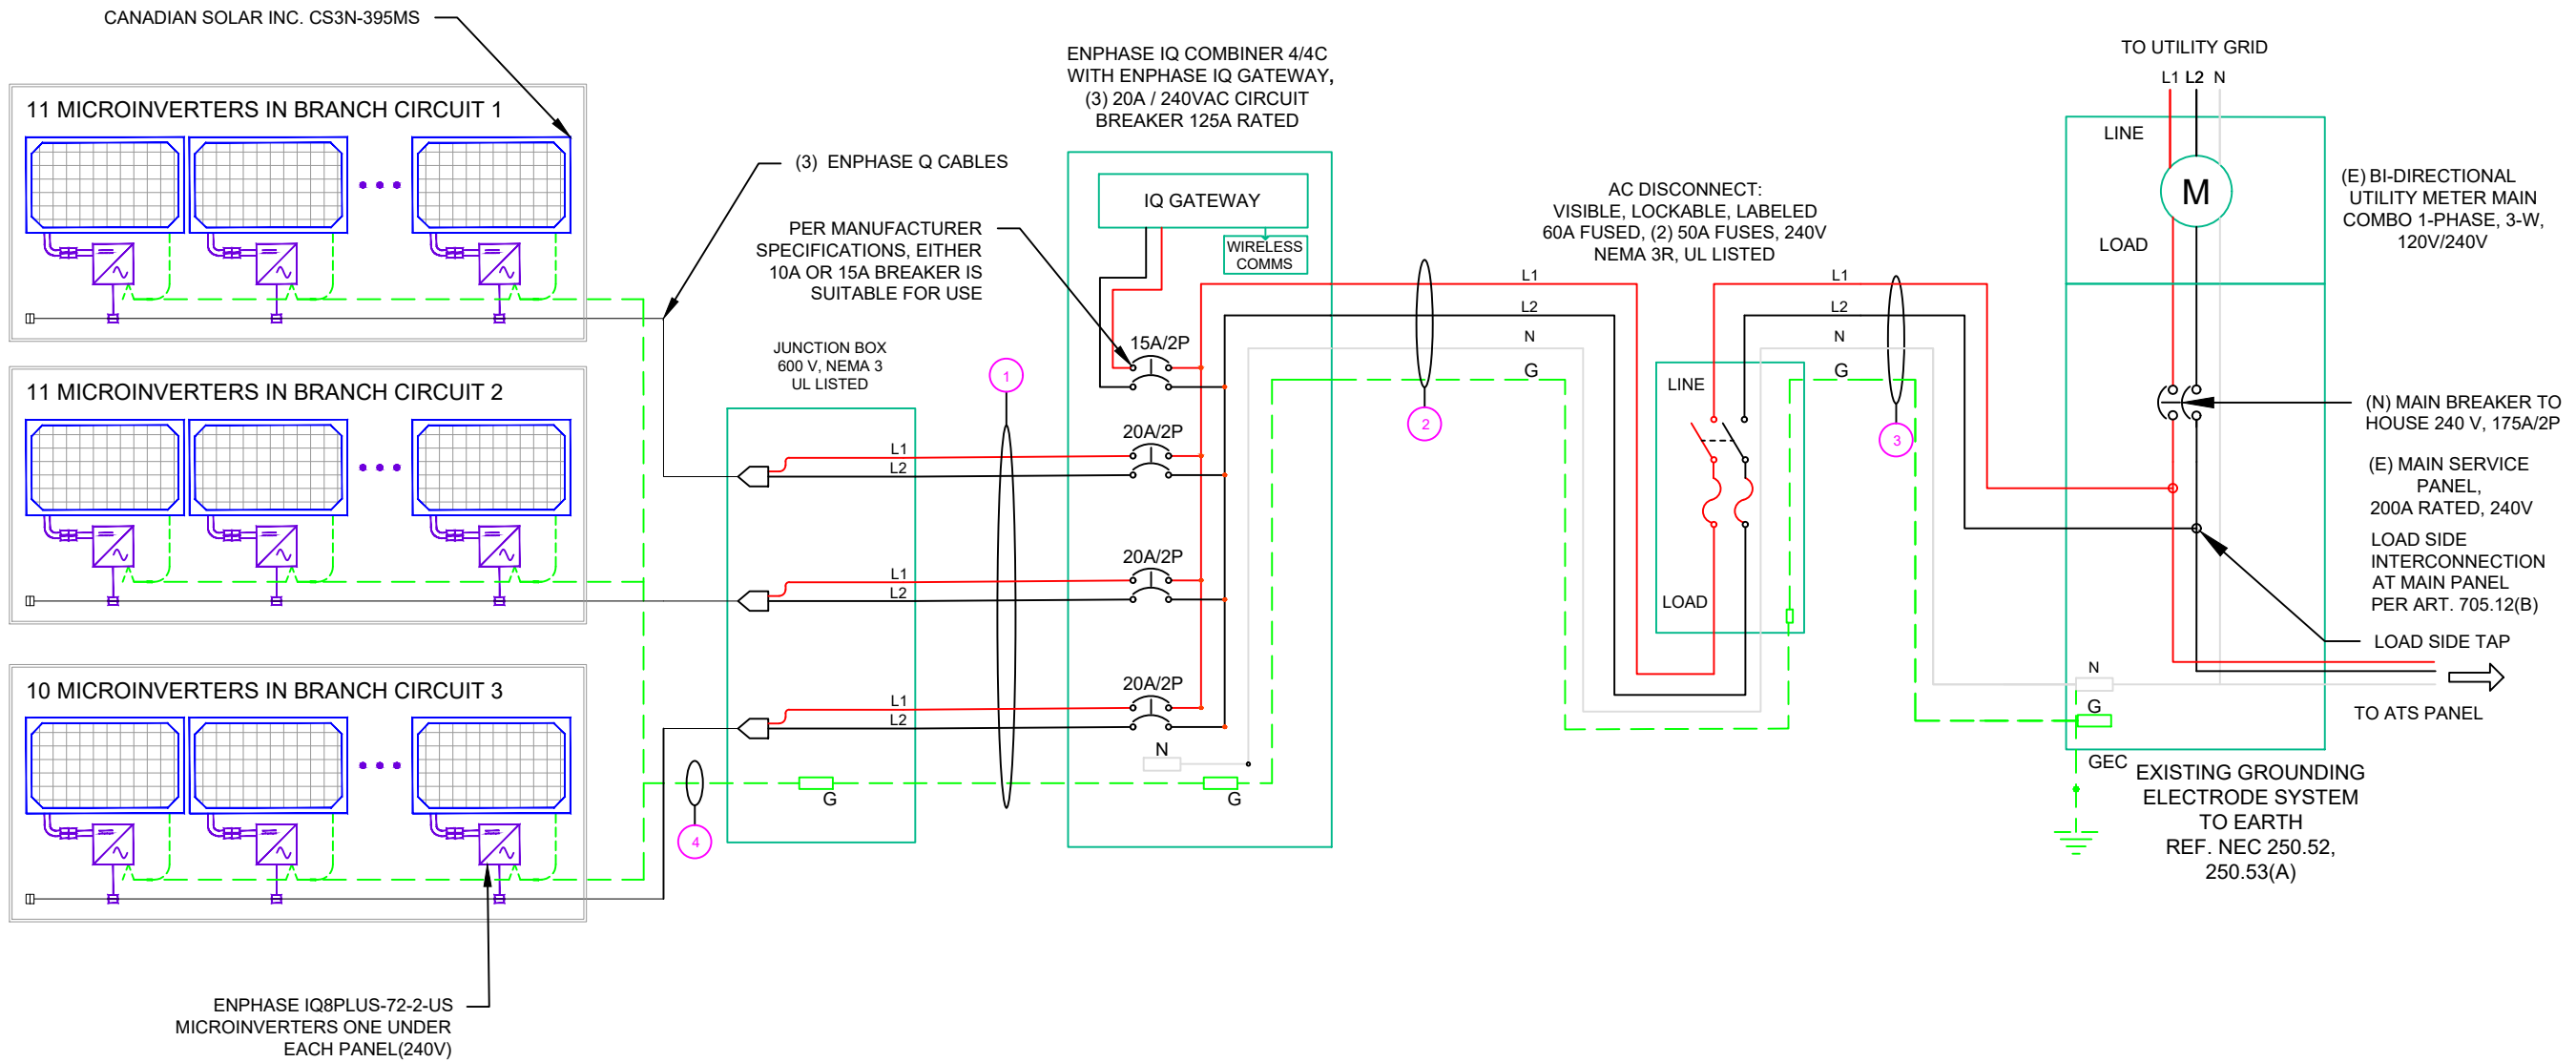 CANADIAN SOLAR INC. CS3N-395MS
11 MICROINVERTERS IN BRANCH CIRCUIT 1
11 MICROINVERTERS IN BRANCH CIRCUIT 2
10 MICROINVERTERS IN BRANCH CIRCUIT 3
ENPHASE IQ8PLUS-72-2-US
MICROINVERTERS ONE UNDER
EACH PANEL(240V)
(3) ENPHASE Q CABLES
PER MANUFACTURER
SPECIFICATIONS, EITHER
10A OR 15A BREAKER IS
SUITABLE FOR USE
JUNCTION BOX
600 V, NEMA 3
UL LISTED
L1
L2
L1
L2
L1
L2
G
4
1
ENPHASE IQ COMBINER 4/4C
WITH ENPHASE IQ GATEWAY,
(3) 20A / 240VAC CIRCUIT
BREAKER 125A RATED
IQ GATEWAY
WIRELESS
COMMS
15A/2P
20A/2P
20A/2P
20A/2P
N
G
2
L1
L2
N
G
AC DISCONNECT:
VISIBLE, LOCKABLE, LABELED
60A FUSED, (2) 50A FUSES, 240V
NEMA 3R, UL LISTED
LINE
LOAD
L1
L2
N
G
3
TO UTILITY GRID
L1 L2 N
LINE
M
LOAD
(E) BI-DIRECTIONAL
UTILITY METER MAIN
COMBO 1-PHASE, 3-W,
120V/240V
(N) MAIN BREAKER TO
HOUSE 240 V, 175A/2P
(E) MAIN SERVICE
PANEL,
200A RATED, 240V
LOAD SIDE
INTERCONNECTION
AT MAIN PANEL
PER ART. 705.12(B)
LOAD SIDE TAP
N
G
TO ATS PANEL
GEC
EXISTING GROUNDING
ELECTRODE SYSTEM
TO EARTH
REF. NEC 250.52,
250.53(A)